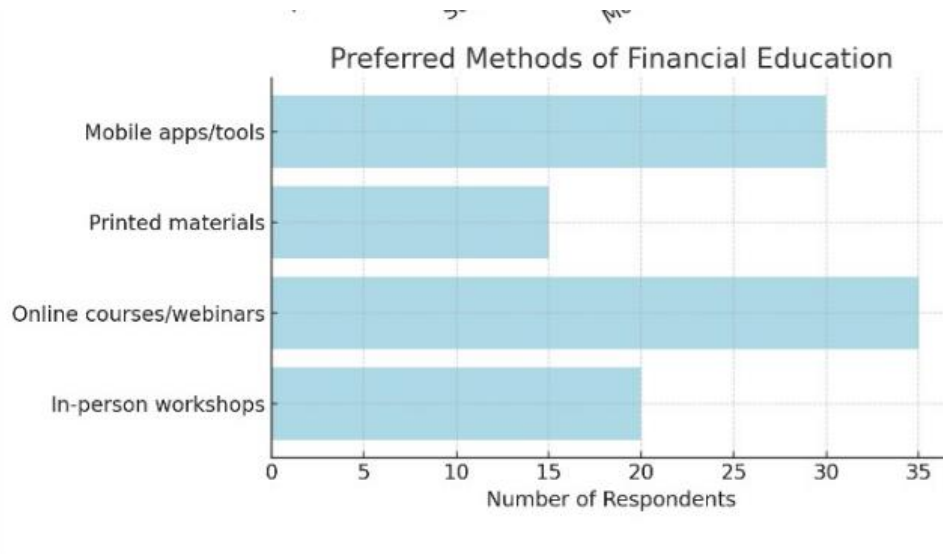 Preferred Methods of Financial Education
Mobile apps/tools
Printed materials
Online courses/webinars
In-person workshops
0 5 10 15 20 25 30 35
Number of Respondents